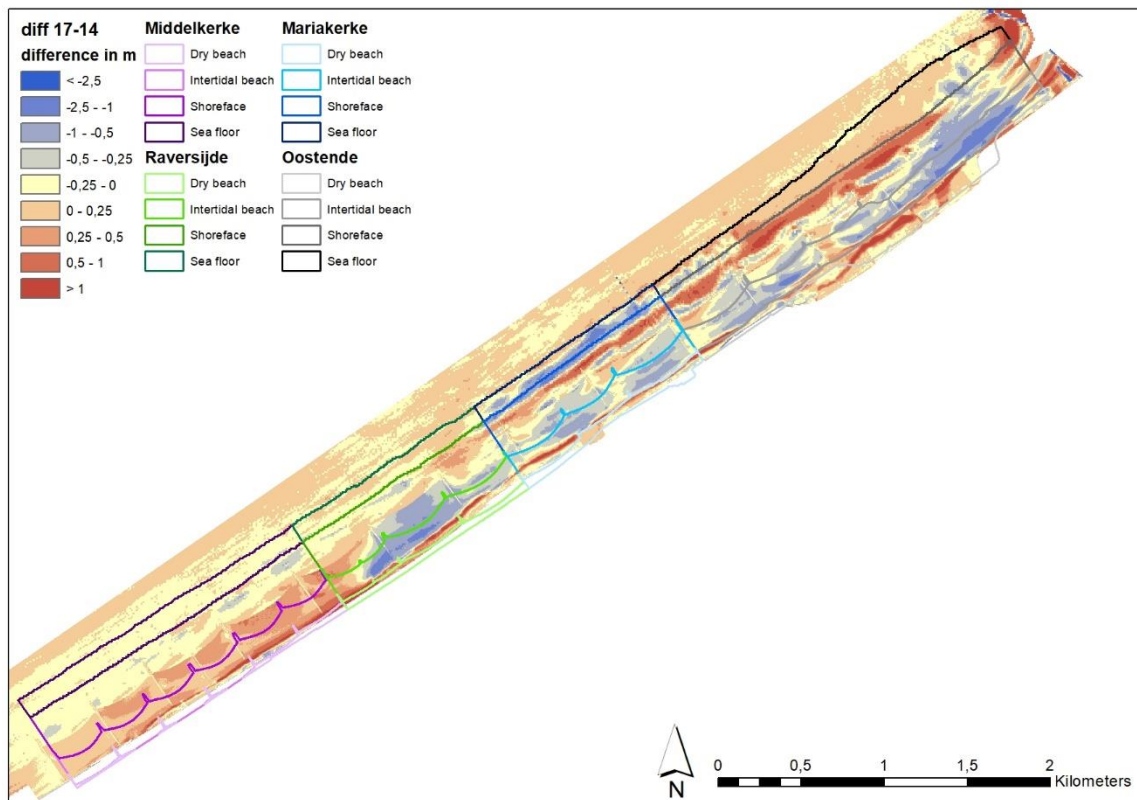 diff 17-14
difference in m
< -2,5
-2,5 - -1
-1 - -0,5
-0,5 - -0,25
-0,25 - 0
0 - 0,25
0,25 - 0,5
0,5 - 1
> 1
Middelkerke
Dry beach
Intertidal beach
Shoreface
Sea floor
Raversijde
Dry beach
Intertidal beach
Shoreface
Sea floor
Mariakerke
Dry beach
Intertidal beach
Shoreface
Sea floor
Oostende
Dry beach
Intertidal beach
Shoreface
Sea floor
N
0 0,5 1 1,5 2
Kilometers